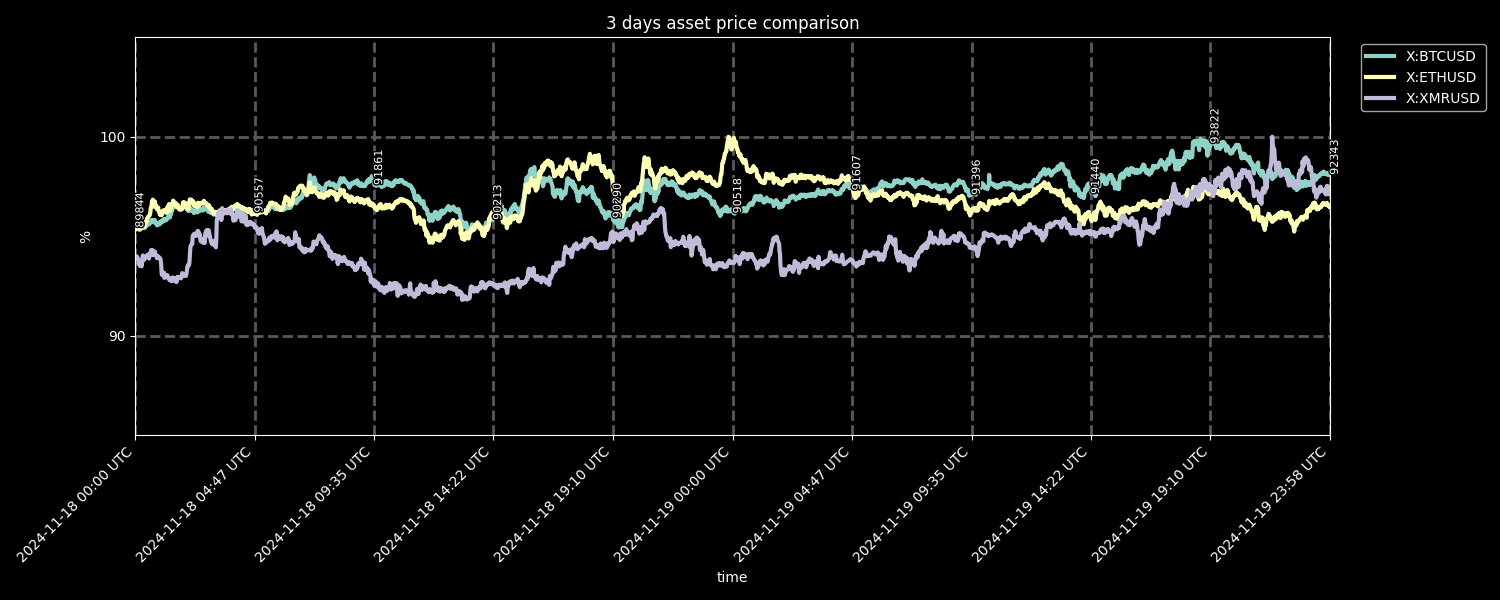 3 days asset price comparison
X:BTCUSD
X:ETHUSD
X:XMRUSD
%
100
90
89844
90557
91861
90213
90290
90518
91607
91396
91440
93822
92343
2024-11-18 00:00 UTC
2024-11-18 04:47 UTC
2024-11-18 09:35 UTC
2024-11-18 14:22 UTC
2024-11-18 19:10 UTC
2024-11-19 00:00 UTC
2024-11-19 04:47 UTC
2024-11-19 09:35 UTC
2024-11-19 14:22 UTC
2024-11-19 19:10 UTC
2024-11-19 23:58 UTC
time